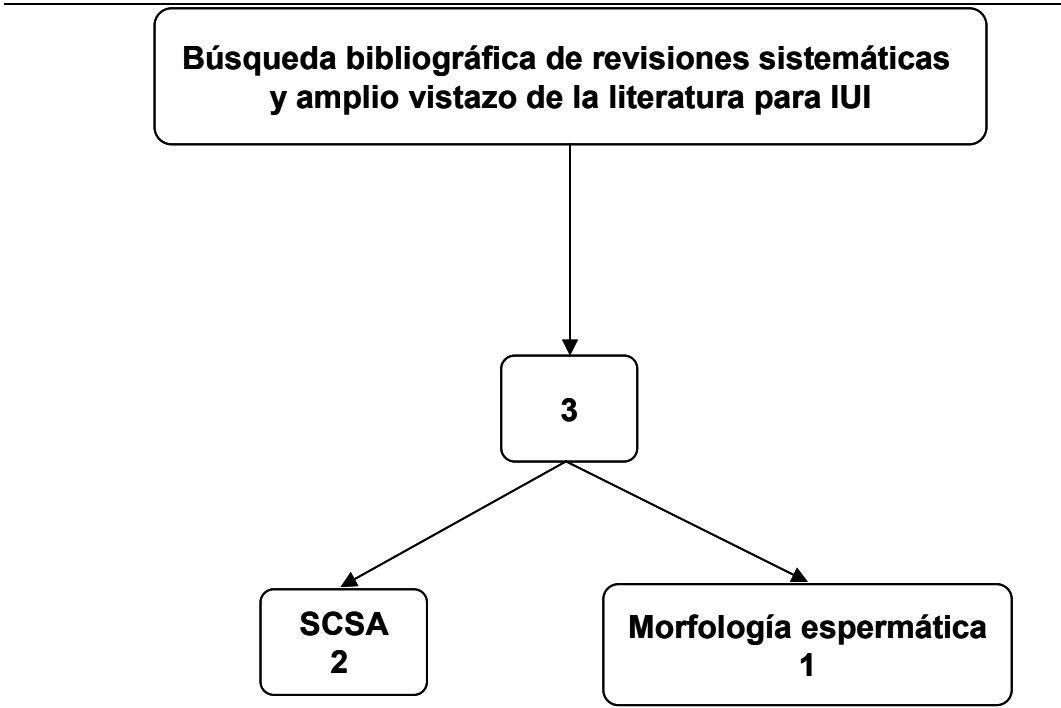 Búsqueda bibliográfica de revisiones sistemáticas
y amplio vistazo de la literatura para IUI
3
SCSA
2
Morfología espermática
1